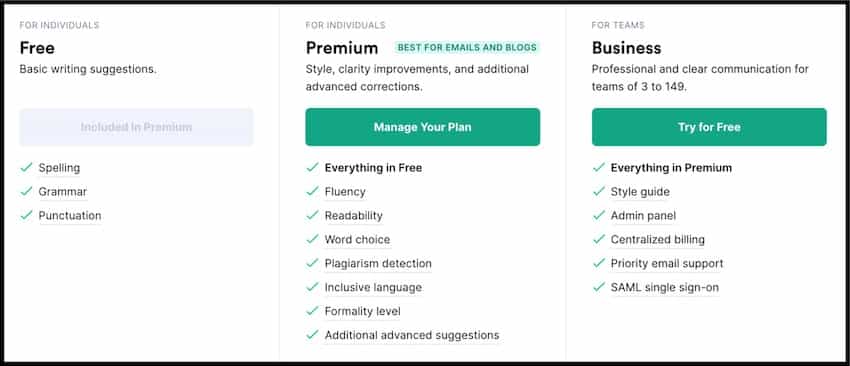 FOR INDIVIDUALS
Free
Basic writing suggestions.
Included In Premium
Spelling
Grammar
Punctuation
FOR INDIVIDUALS
Premium BEST FOR EMAILS AND BLOGS
Style, clarity improvements, and additional
advanced corrections.
Manage Your Plan
Everything in Free
Fluency
Readability
Word choice
Plagiarism detection
Inclusive language
Formality level
Additional advanced suggestions
FOR TEAMS
Business
Professional and clear communication for
teams of 3 to 149.
Try for Free
Everything in Premium
Style guide
Admin panel
Centralized billing
Priority email support
SAML single sign-on